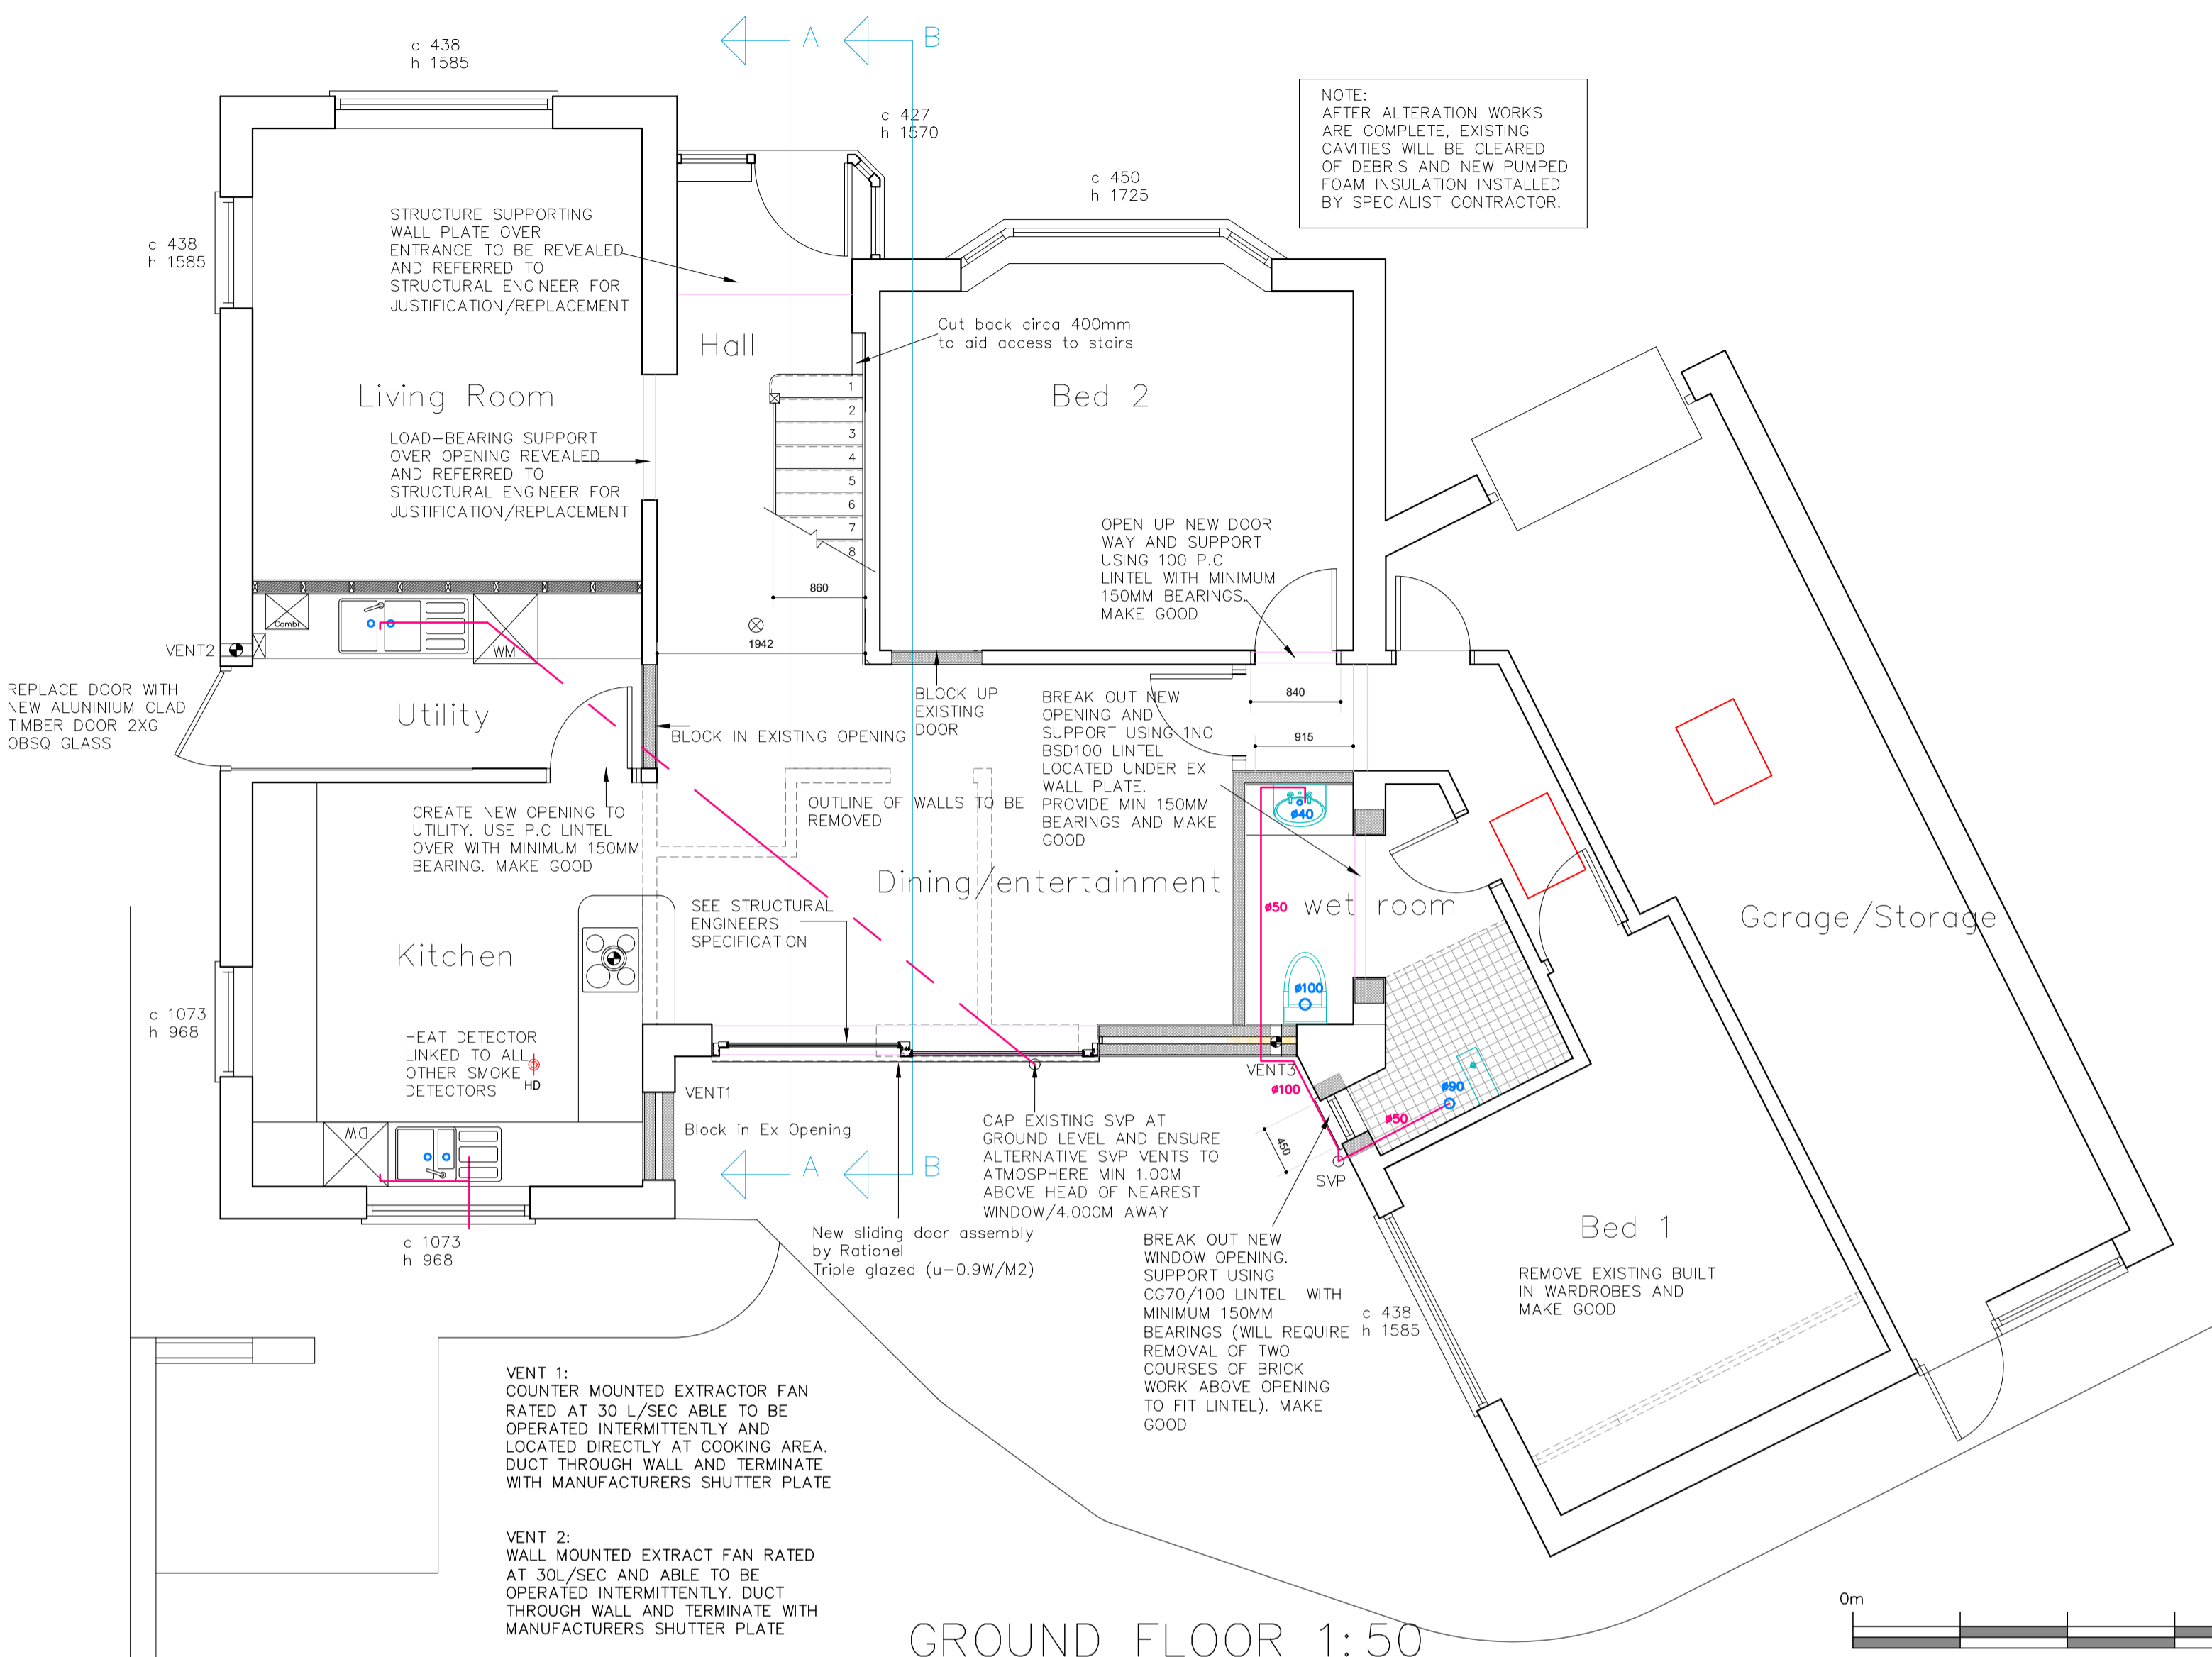 A
B
c 438
h 1585
c 427
h 1570
NOTE:
AFTER ALTERATION WORKS
ARE COMPLETE, EXISTING
CAVITIES WILL BE CLEARED
OF DEBRIS AND NEW PUMPED
FOAM INSULATION INSTALLED
BY SPECIALIST CONTRACTOR.
c 450
h 1725
c 438
h 1585
STRUCTURE SUPPORTING
WALL PLATE OVER
ENTRANCE TO BE REVEALED
AND REFERRED TO
STRUCTURAL ENGINEER FOR
JUSTIFICATION/REPLACEMENT
Hall
Cut back circa 400mm
to aid access to stairs
Living Room
Bed 2
1
2
3
4
5
6
7
8
LOAD-BEARING SUPPORT
OVER OPENING REVEALED
AND REFERRED TO
STRUCTURAL ENGINEER FOR
JUSTIFICATION/REPLACEMENT
OPEN UP NEW DOOR
WAY AND SUPPORT
USING 100 P.C
LINTEL WITH MINIMUM
150MM BEARINGS.
MAKE GOOD
860
1942
Combi
WM
VENT2
REPLACE DOOR WITH
NEW ALUNINIUM CLAD
TIMBER DOOR 2XG
OBSQ GLASS
Utility
BLOCK IN EXISTING OPENING
BLOCK UP
EXISTING
DOOR
BREAK OUT NEW
OPENING AND
SUPPORT USING 1NO
BSD100 LINTEL
LOCATED UNDER EX
WALL PLATE.
PROVIDE MIN 150MM
BEARINGS AND MAKE
GOOD
840
915
CREATE NEW OPENING TO
UTILITY. USE P.C LINTEL
OVER WITH MINIMUM 150MM
BEARING. MAKE GOOD
OUTLINE OF WALLS TO BE
REMOVED
ø40
Dining/entertainment
SEE STRUCTURAL
ENGINEERS
SPECIFICATION
ø50
wet room
Garage/Storage
Kitchen
ø100
c 1073
h 968
HEAT DETECTOR
LINKED TO ALL
OTHER SMOKE
DETECTORS
HD
VENT1
Block in Ex Opening
VENT3
ø100
ø90
ø50
450
SVP
DW
A
B
CAP EXISTING SVP AT
GROUND LEVEL AND ENSURE
ALTERNATIVE SVP VENTS TO
ATMOSPHERE MIN 1.00M
ABOVE HEAD OF NEAREST
WINDOW/4.000M AWAY
c 1073
h 968
New sliding door assembly
by Rationel
Triple glazed (u-0.9W/M2)
BREAK OUT NEW
WINDOW OPENING.
SUPPORT USING
CG70/100 LINTEL WITH
MINIMUM 150MM
BEARINGS (WILL REQUIRE
REMOVAL OF TWO
COURSES OF BRICK
WORK ABOVE OPENING
TO FIT LINTEL). MAKE
GOOD
c 438
h 1585
Bed 1
REMOVE EXISTING BUILT
IN WARDROBES AND
MAKE GOOD
VENT 1:
COUNTER MOUNTED EXTRACTOR FAN
RATED AT 30 L/SEC ABLE TO BE
OPERATED INTERMITTENTLY AND
LOCATED DIRECTLY AT COOKING AREA.
DUCT THROUGH WALL AND TERMINATE
WITH MANUFACTURERS SHUTTER PLATE
VENT 2:
WALL MOUNTED EXTRACT FAN RATED
AT 30L/SEC AND ABLE TO BE
OPERATED INTERMITTENTLY. DUCT
THROUGH WALL AND TERMINATE WITH
MANUFACTURERS SHUTTER PLATE
GROUND FLOOR 1:50
0m